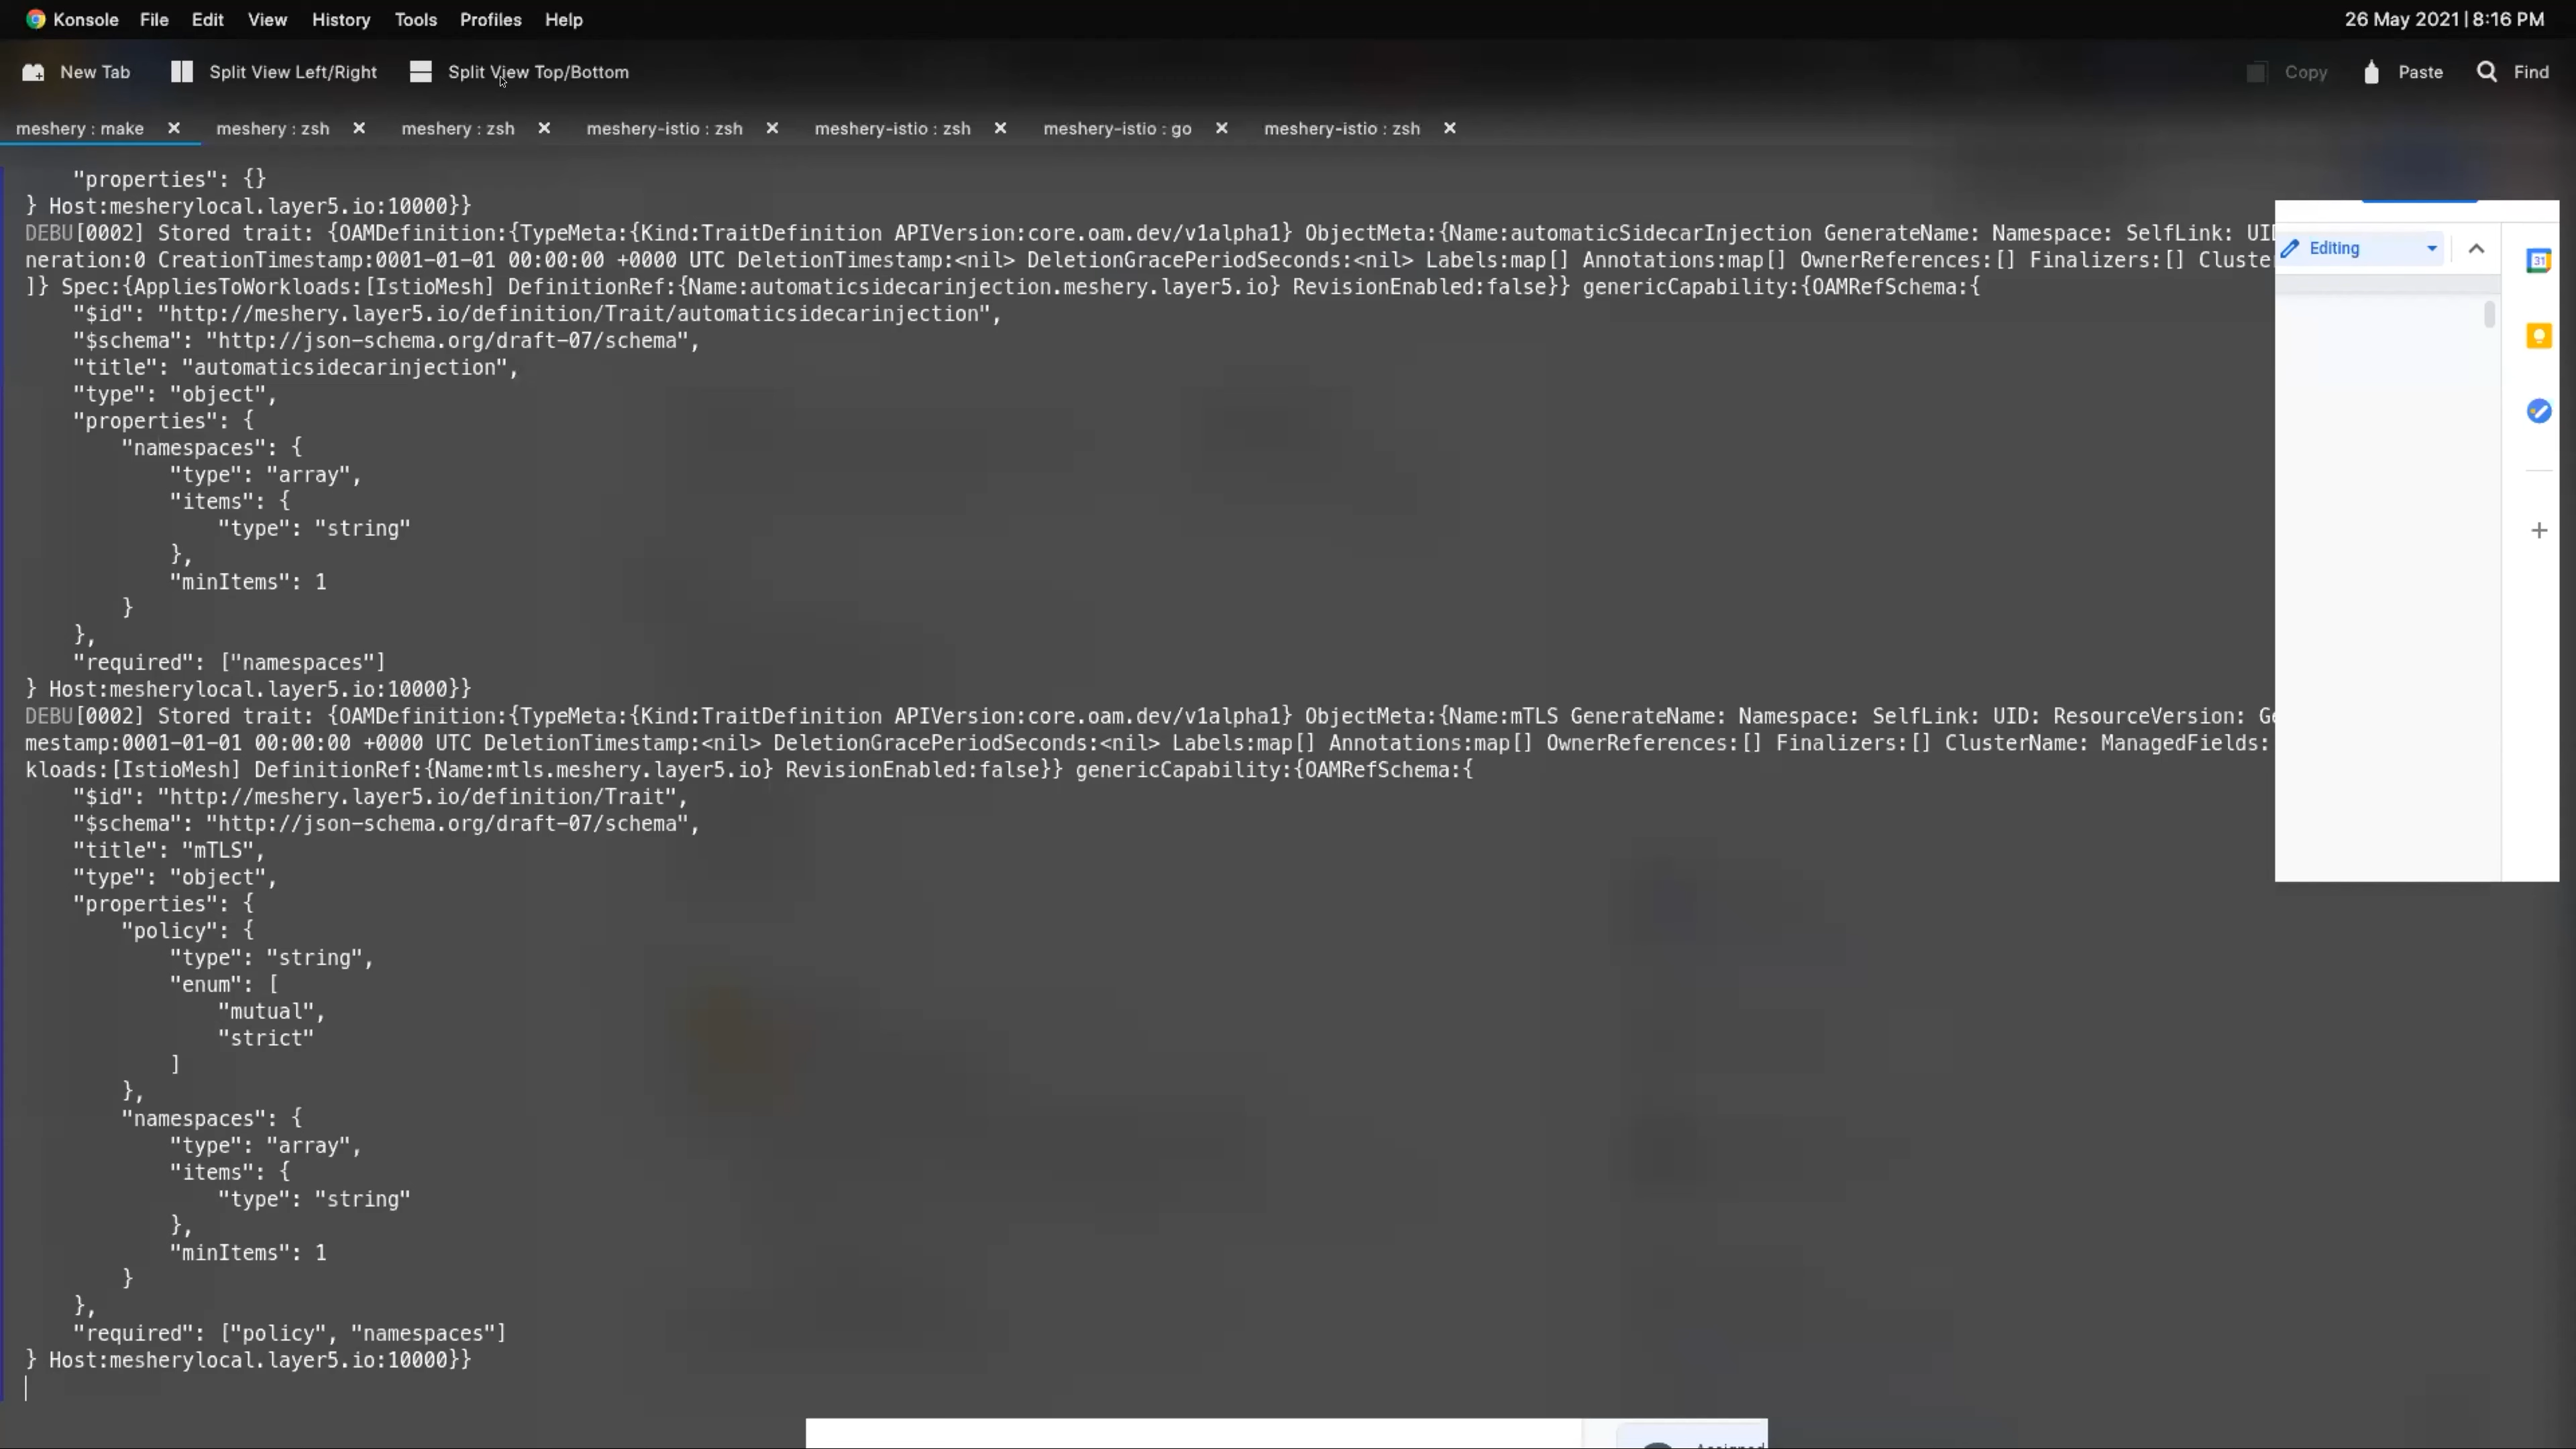 Konsole File Edit View History Tools Profiles Help 26 May 2021|8:16 PM
New Tab Split View Left/Right Split View Top/Bottom Copy Paste Find
meshery : make meshery : zsh meshery : zsh meshery-istio : zsh meshery-istio : zsh meshery-istio : go meshery-istio : zsh
    "properties": {}
} Host:mesherylocal.layer5.io:10000}}
DEBU[0002] Stored trait: {OAMDefinition:{TypeMeta:{Kind:TraitDefinition APIVersion:core.oam.dev/v1alpha1} ObjectMeta:{Name:automaticSidecarInjection GenerateName: Namespace: SelfLink:
neration:0 CreationTimestamp:0001-01-01 00:00:00 +0000 UTC DeletionTimestamp:<nil> DeletionGracePeriodSeconds:<nil> Labels:map[] Annotations:map[] OwnerReferences:[] Finalizers:[] Cluster
]} Spec:{AppliesToWorkloads:[IstioMesh] DefinitionRef:{Name:automaticsidecarinjection.meshery.layer5.io} RevisionEnabled:false}} genericCapability:{OAMRefSchema:{
    "$id": "http://meshery.layer5.io/definition/Trait/automaticsidecarinjection",
    "$schema": "http://json-schema.org/draft-07/schema",
    "title": "automaticsidecarinjection",
    "type": "object",
    "properties": {
        "namespaces": {
            "type": "array",
            "items": {
                "type": "string"
            },
            "minItems": 1
        }
    },
    "required": ["namespaces"]
} Host:mesherylocal.layer5.io:10000}}
DEBU[0002] Stored trait: {OAMDefinition:{TypeMeta:{Kind:TraitDefinition APIVersion:core.oam.dev/v1alpha1} ObjectMeta:{Name:mTLS GenerateName: Namespace: SelfLink: UID: ResourceVersion:
mestamp:0001-01-01 00:00:00 +0000 UTC DeletionTimestamp:<nil> DeletionGracePeriodSeconds:<nil> Labels:map[] Annotations:map[] OwnerReferences:[] Finalizers:[] ClusterName: ManagedFields:
kloads:[IstioMesh] DefinitionRef:{Name:mtls.meshery.layer5.io} RevisionEnabled:false}} genericCapability:{OAMRefSchema:{
    "$id": "http://meshery.layer5.io/definition/Trait",
    "$schema": "http://json-schema.org/draft-07/schema",
    "title": "mTLS",
    "type": "object",
    "properties": {
        "policy": {
            "type": "string",
            "enum": [
                "mutual",
                "strict"
            ]
        },
        "namespaces": {
            "type": "array",
            "items": {
                "type": "string"
            },
            "minItems": 1
        }
    },
    "required": ["policy", "namespaces"]
} Host:mesherylocal.layer5.io:10000}}
Editing
31